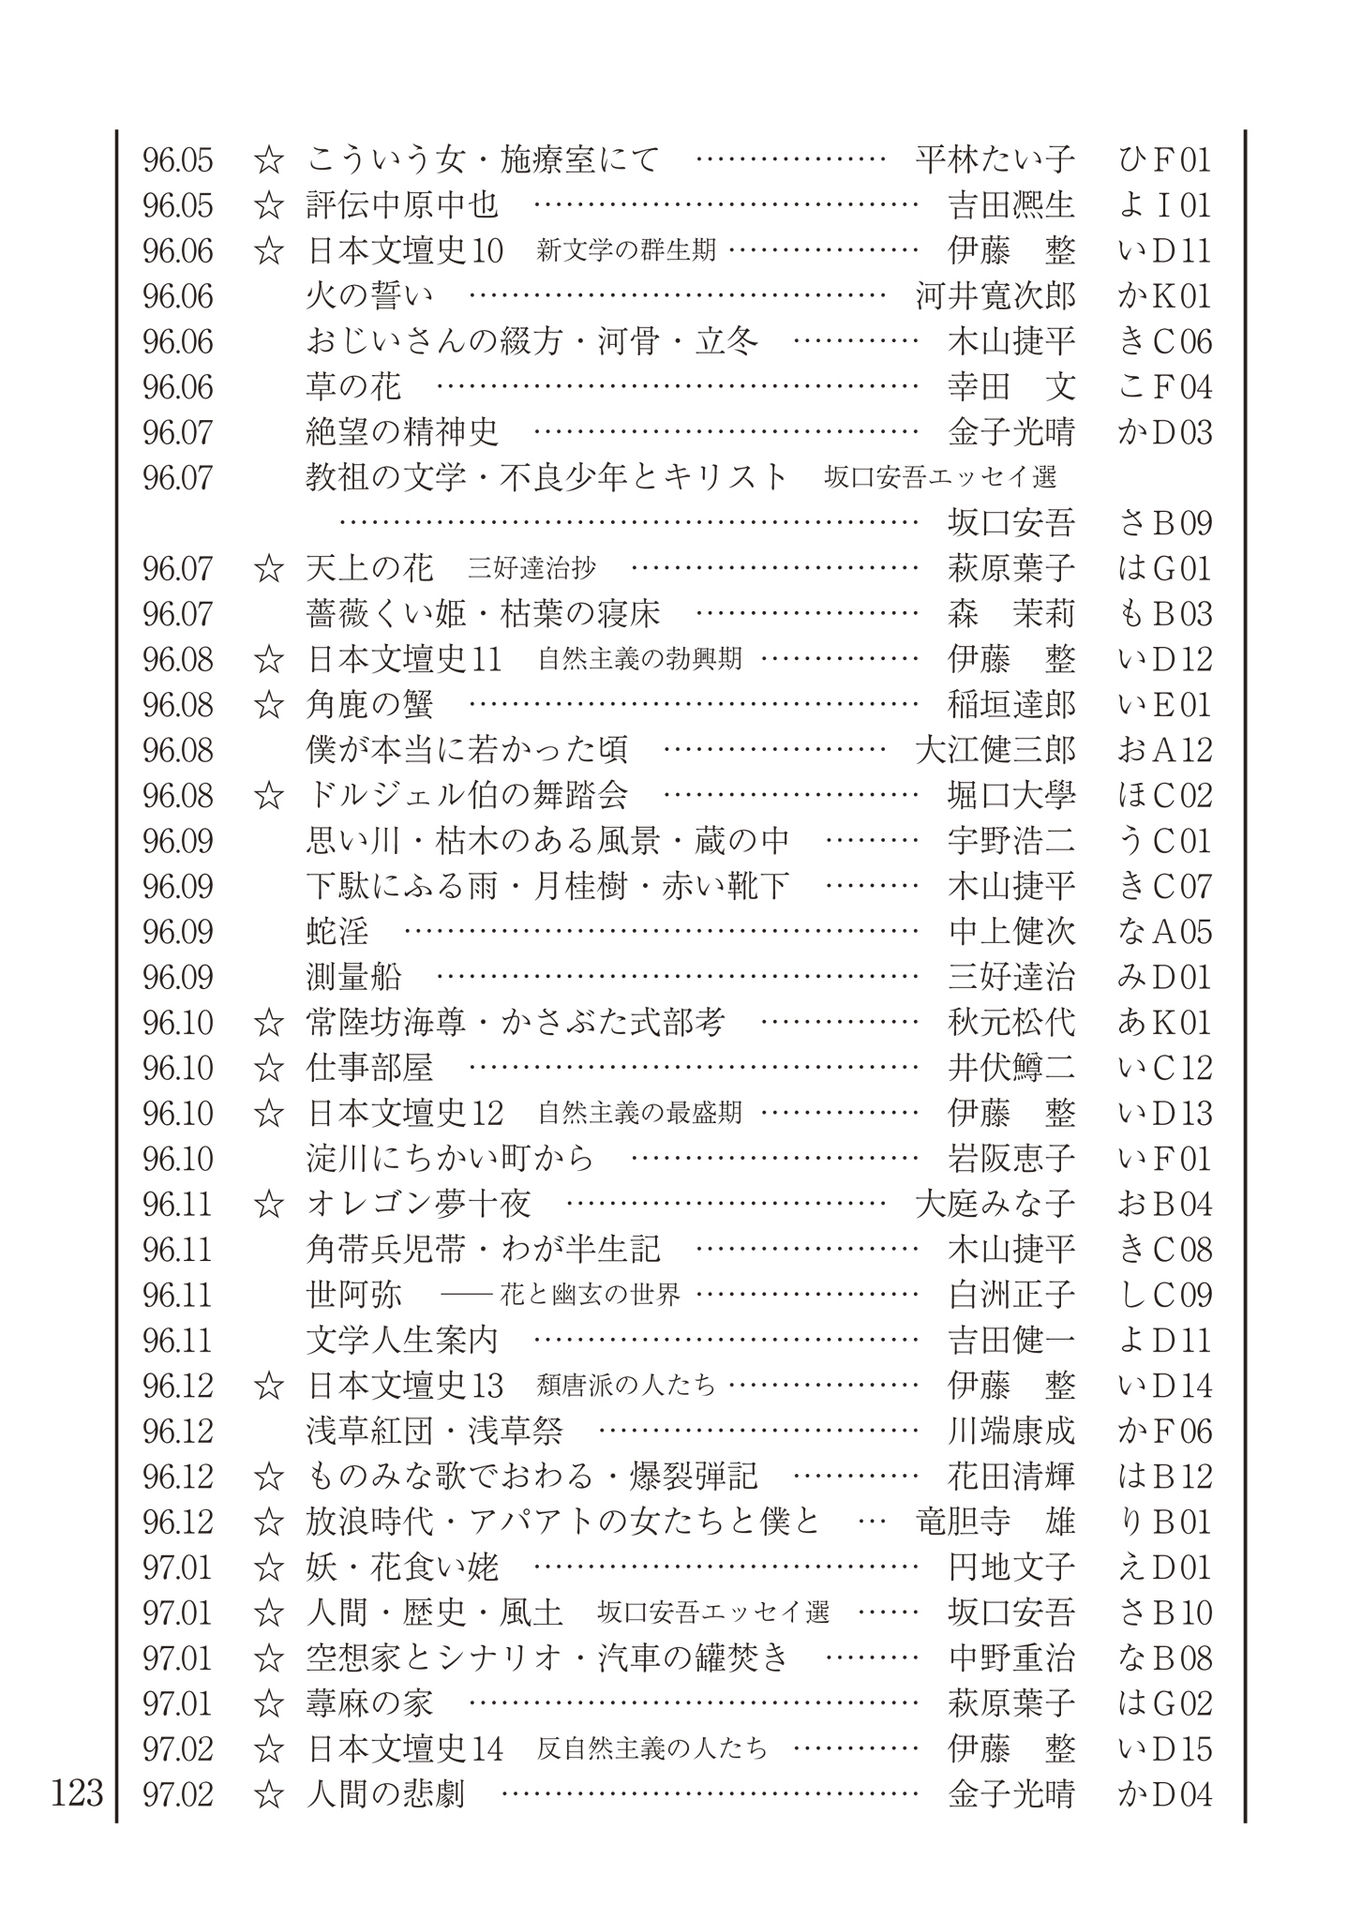 96.05 ☆ こういう女・施療室にて ……………… 平林たい子 ひF01
96.05 ☆ 評伝中原中也 ……………………………… 吉田凞生 よI01
96.06 ☆ 日本文壇史10 新文学の群生期 ……………… 伊藤 整 いD11
96.06 火の誓い ………………………………… 河井寬次郎 かK01
96.06 おじいさんの綴方・河骨・立冬 ………… 木山捷平 きC06
96.06 草の花 ……………………………………… 幸田 文 こF04
96.07 絶望の精神史 ……………………………… 金子光晴 かD03
96.07 教祖の文学・不良少年とキリスト 坂口安吾エッセイ選
……………………………………………… 坂口安吾 さB09
96.07 ☆ 天上の花 三好達治抄 ……………………… 萩原葉子 はG01
96.07 薔薇くい姫・枯葉の寝床 ………………… 森 茉莉 もB03
96.08 ☆ 日本文壇史11 自然主義の勃興期 …………… 伊藤 整 いD12
96.08 ☆ 角鹿の蟹 …………………………………… 稲垣達郎 いE01
96.08 僕が本当に若かった頃 ………………… 大江健三郎 おA12
96.08 ☆ ドルジェル伯の舞踏会 …………………… 堀口大學 ほC02
96.09 思い川・枯木のある風景・蔵の中 ……… 宇野浩二 うC01
96.09 下駄にふる雨・月桂樹・赤い靴下 ……… 木山捷平 きC07
96.09 蛇淫 ………………………………………… 中上健次 なA05
96.09 測量船 ……………………………………… 三好達治 みD01
96.10 ☆ 常陸坊海尊・かさぶた式部考 …………… 秋元松代 あK01
96.10 ☆ 仕事部屋 …………………………………… 井伏鱒二 いC12
96.10 ☆ 日本文壇史12 自然主義の最盛期 …………… 伊藤 整 いD13
96.10 淀川にちかい町から ……………………… 岩阪恵子 いF01
96.11 ☆ オレゴン夢十夜 ………………………… 大庭みな子 おB04
96.11 角帯兵児帯・わが半生記 ………………… 木山捷平 きC08
96.11 世阿弥 ――花と幽玄の世界 ………………… 白洲正子 しC09
96.11 文学人生案内 ……………………………… 吉田健一 よD11
96.12 ☆ 日本文壇史13 頽唐派の人たち ……………… 伊藤 整 いD14
96.12 浅草紅団・浅草祭 ………………………… 川端康成 かF06
96.12 ☆ ものみな歌でおわる・爆裂弾記 ………… 花田清輝 はB12
96.12 ☆ 放浪時代・アパアトの女たちと僕と … 竜胆寺 雄 りB01
97.01 ☆ 妖・花食い姥 ……………………………… 円地文子 えD01
97.01 ☆ 人間・歴史・風土 坂口安吾エッセイ選 …… 坂口安吾 さB10
97.01 ☆ 空想家とシナリオ・汽車の罐焚き ……… 中野重治 なB08
97.01 ☆ 蕁麻の家 …………………………………… 萩原葉子 はG02
97.02 ☆ 日本文壇史14 反自然主義の人たち ………… 伊藤 整 いD15
97.02 ☆ 人間の悲劇 ………………………………… 金子光晴 かD04
123